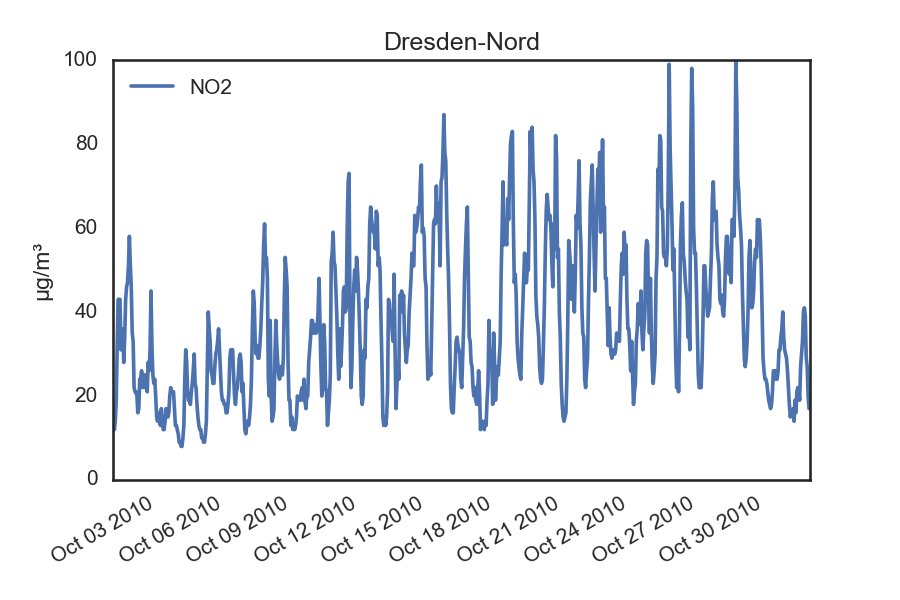 Dresden-Nord
100
80
60
40
20
0
µg/m³
NO2
Oct 03 2010
Oct 06 2010
Oct 09 2010
Oct 12 2010
Oct 15 2010
Oct 18 2010
Oct 21 2010
Oct 24 2010
Oct 27 2010
Oct 30 2010